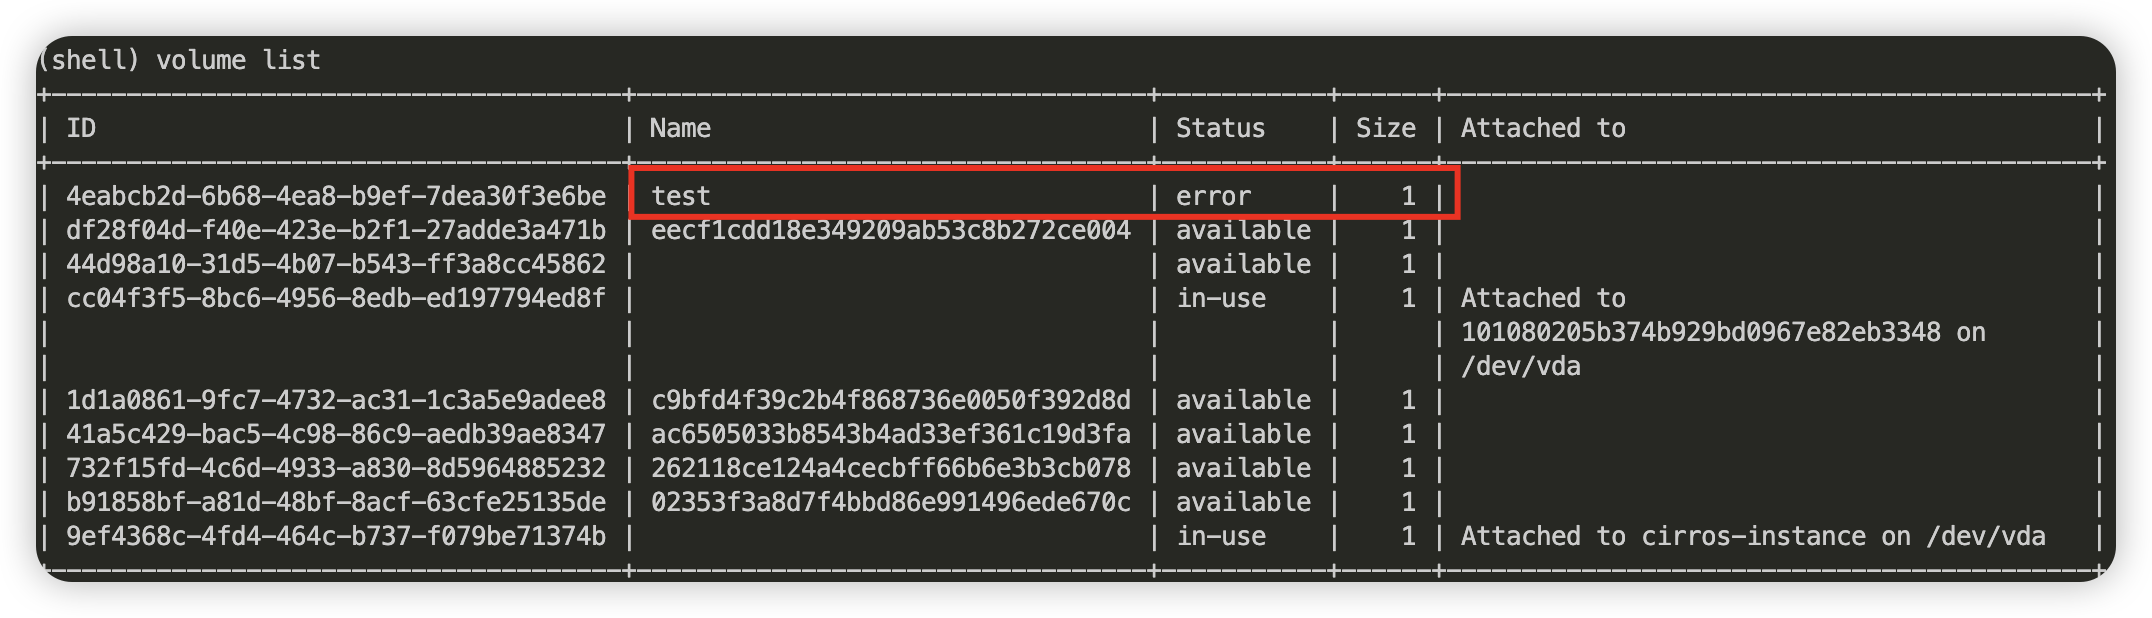 (shell) volume list
+--------------------------------------+----------------------------------+-----------+------+-------------------------------------------+
| ID                                   | Name                             | Status    | Size | Attached to                               |
+--------------------------------------+----------------------------------+-----------+------+-------------------------------------------+
| 4eabcb2d-6b68-4ea8-b9ef-7dea30f3e6be | test                             | error     |    1 |                                           |
| df28f04d-f40e-423e-b2f1-27adde3a471b | eecf1cdd18e349209ab53c8b272ce004 | available |    1 |                                           |
| 44d98a10-31d5-4b07-b543-ff3a8cc45862 |                                  | available |    1 |                                           |
| cc04f3f5-8bc6-4956-8edb-ed197794ed8f |                                  | in-use    |    1 | Attached to                               |
|                                      |                                  |           |      | 101080205b374b929bd0967e82eb3348 on       |
|                                      |                                  |           |      | /dev/vda                                  |
| 1d1a0861-9fc7-4732-ac31-1c3a5e9adee8 | c9bfd4f39c2b4f868736e0050f392d8d | available |    1 |                                           |
| 41a5c429-bac5-4c98-86c9-aedb39ae8347 | ac6505033b8543b4ad33ef361c19d3fa | available |    1 |                                           |
| 732f15fd-4c6d-4933-a830-8d5964885232 | 262118ce124a4cecbff66b6e3b3cb078 | available |    1 |                                           |
| b91858bf-a81d-48bf-8acf-63cfe25135de | 02353f3a8d7f4bbd86e991496ede670c | available |    1 |                                           |
| 9ef4368c-4fd4-464c-b737-f079be71374b |                                  | in-use    |    1 | Attached to cirros-instance on /dev/vda   |
+--------------------------------------+----------------------------------+-----------+------+-------------------------------------------+